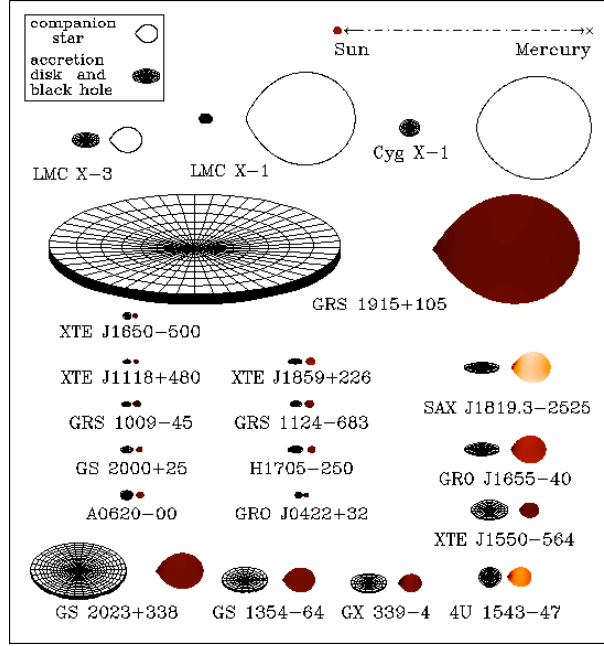 companion
star
accretion
disk and
black hole
Sun
Mercury
LMC X-3
LMC X-1
Cyg X-1
GRS 1915+105
XTE J1650-500
XTE J1118+480
XTE J1859+226
SAX J1819.3-2525
GRS 1009-45
GRS 1124-683
GS 2000+25
H1705-250
GRO J1655-40
A0620-00
GRO J0422+32
XTE J1550-564
GS 2023+338
GS 1354-64
GX 339-4
4U 1543-47